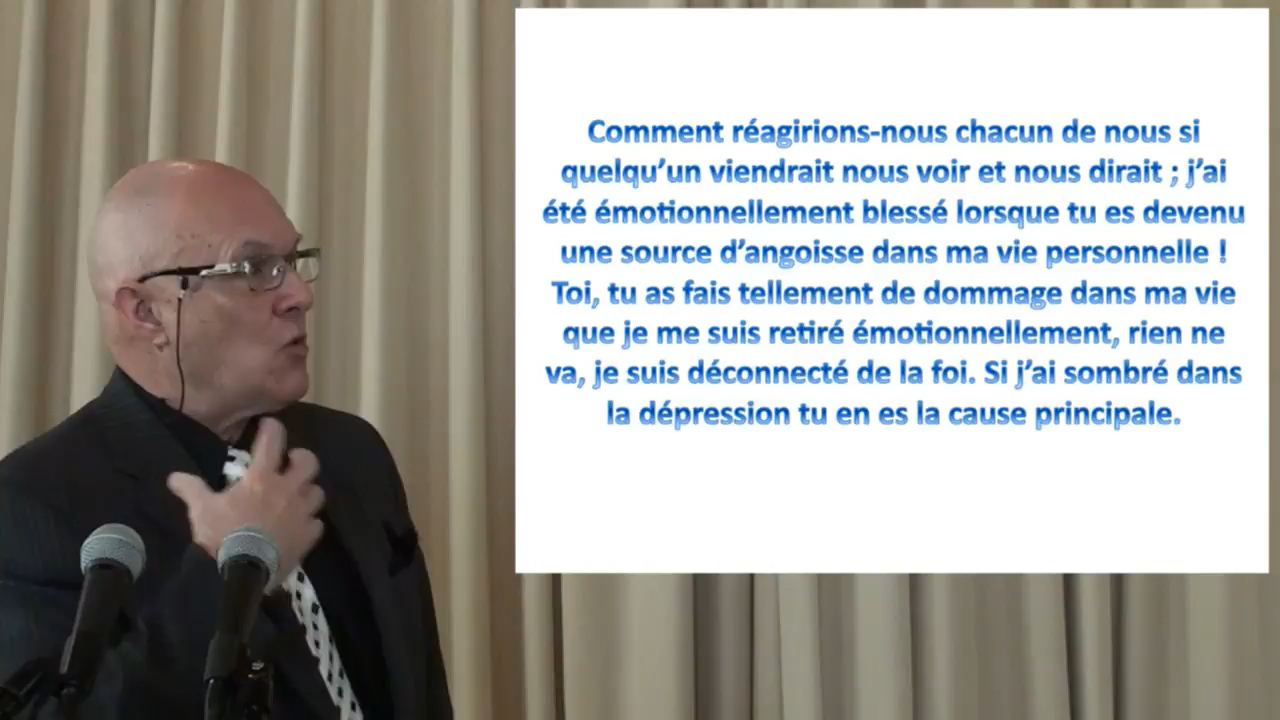 Comment réagirions-nous chacun de nous si
quelqu’un viendrait nous voir et nous dirait ; j’ai
été émotionnellement blessé lorsque tu es devenu
une source d’angoisse dans ma vie personnelle !
Toi, tu as fais tellement de dommage dans ma vie
que je me suis retiré émotionnellement, rien ne
va, je suis déconnecté de la foi. Si j’ai sombré dans
la dépression tu en es la cause principale.